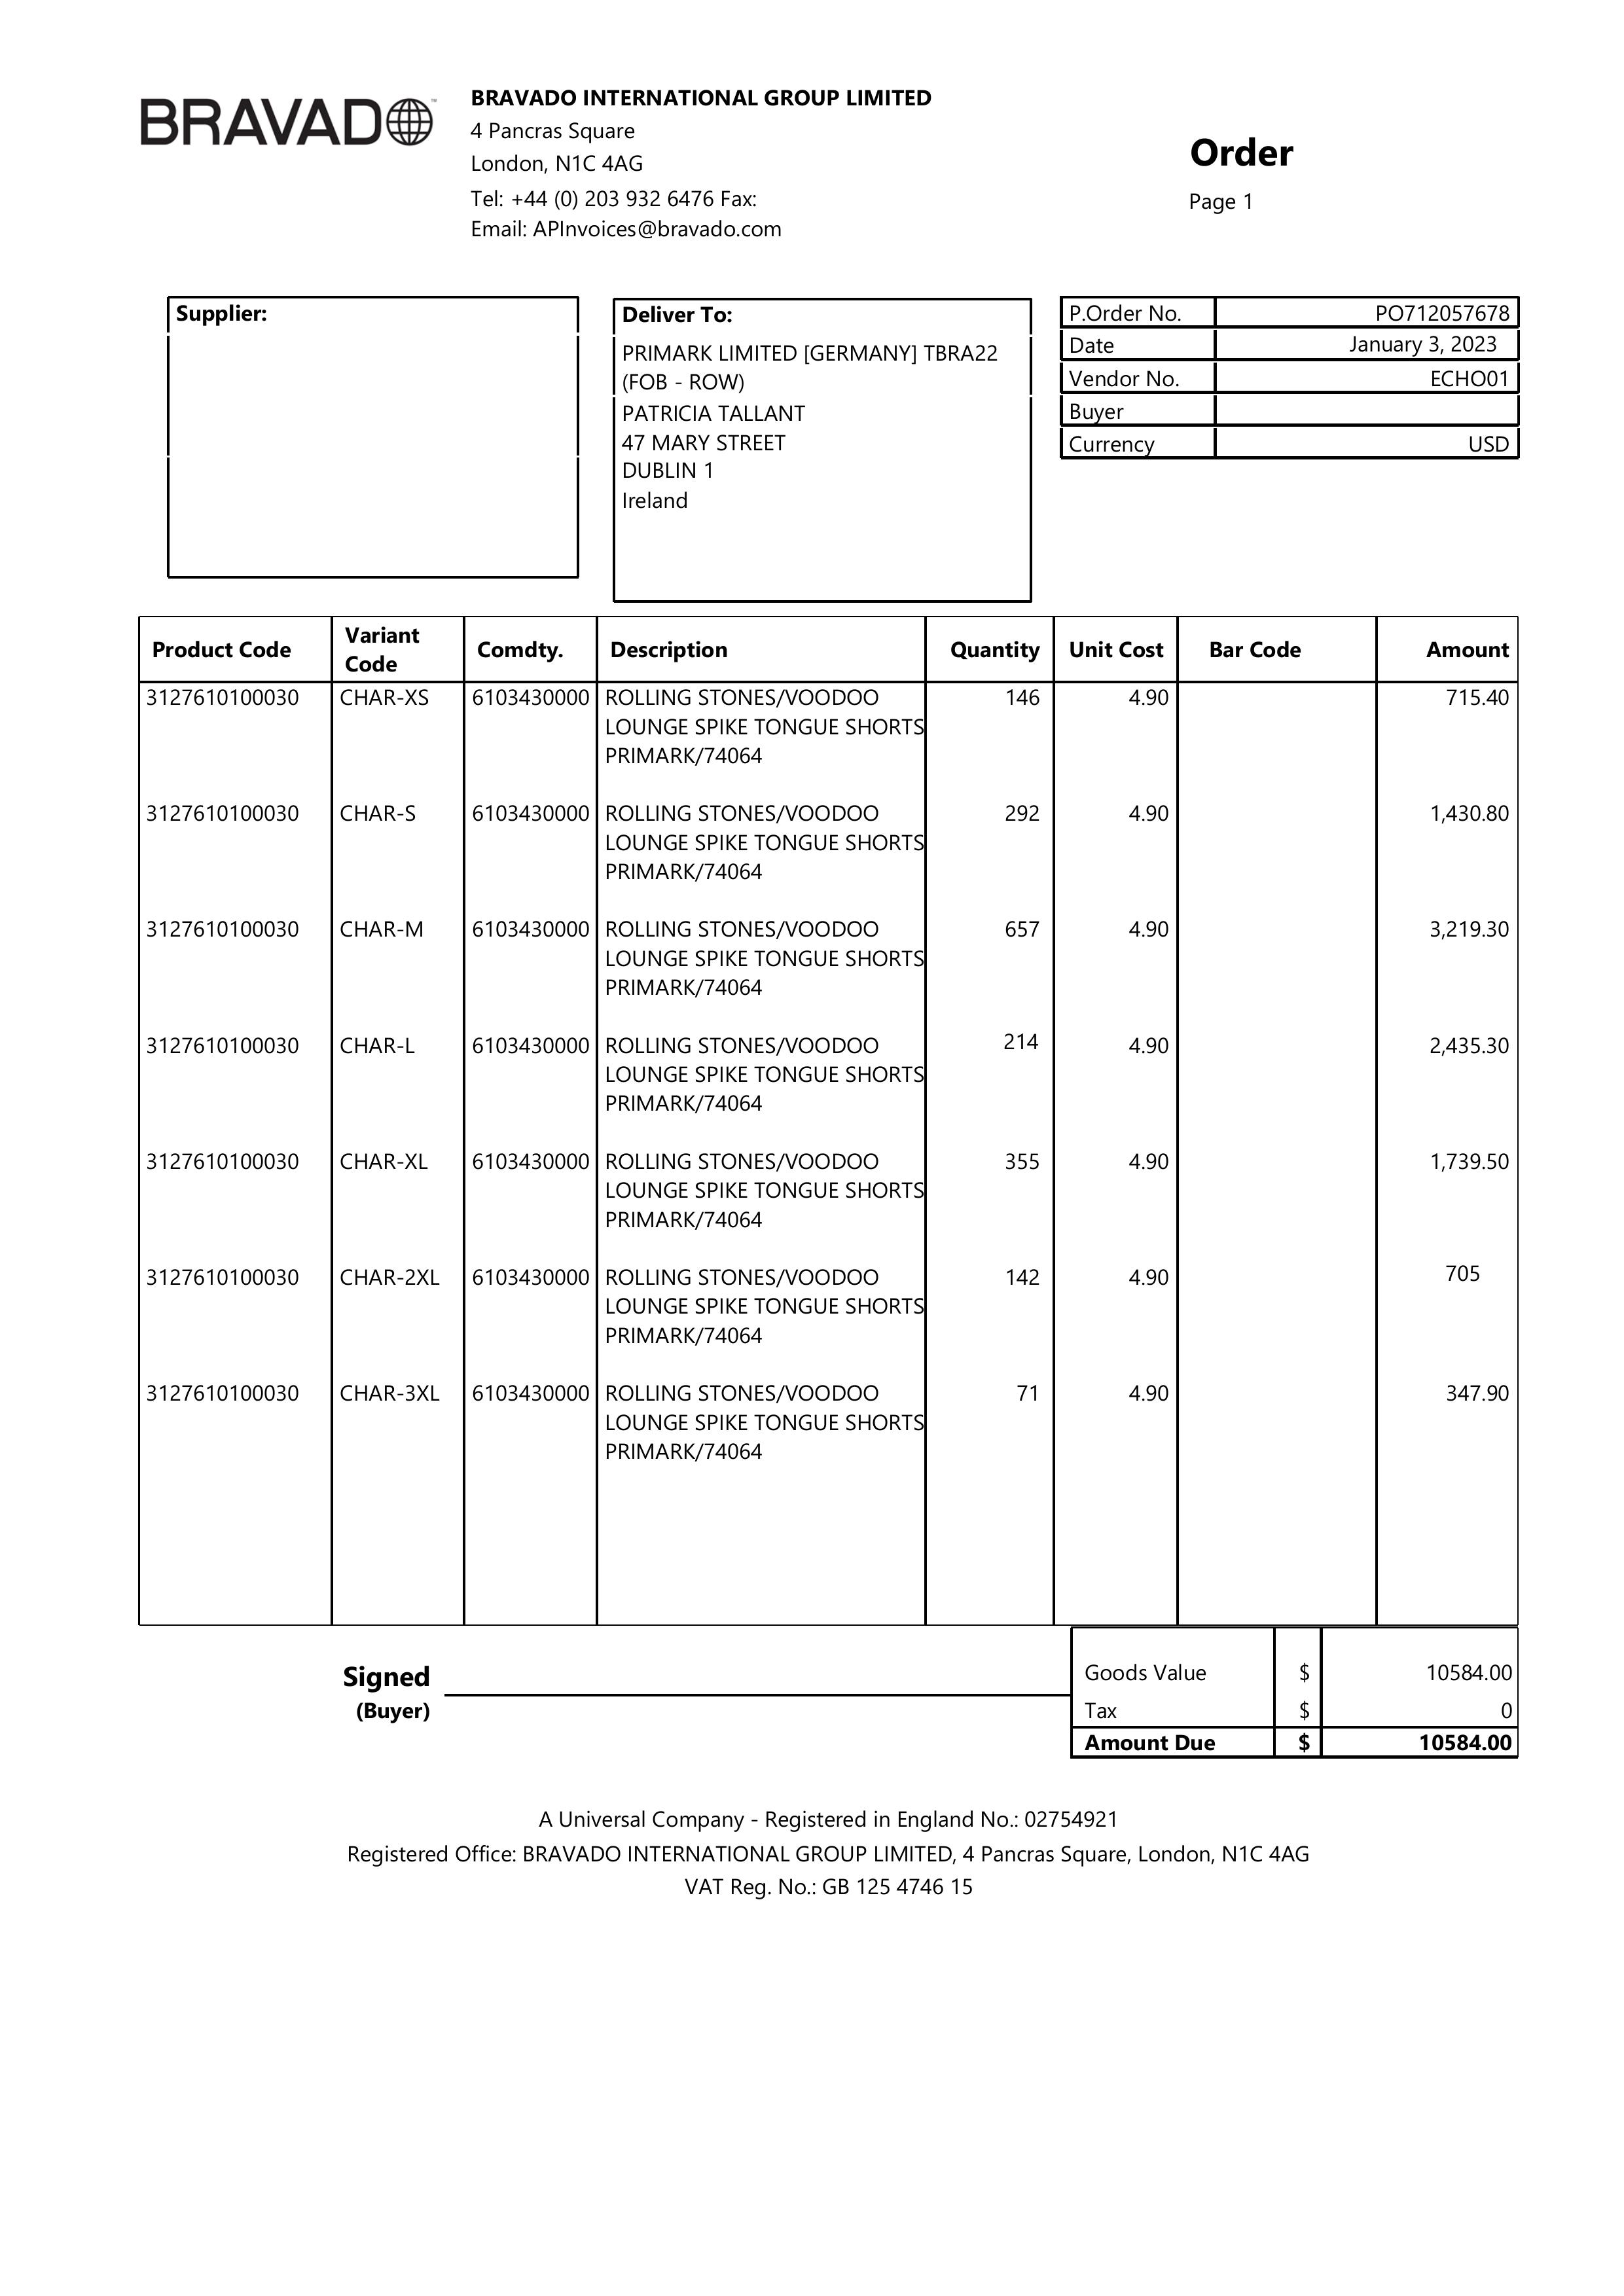 BRAVADO™
BRAVADO INTERNATIONAL GROUP LIMITED
4 Pancras Square
London, N1C 4AG
Tel: +44 (0) 203 932 6476 Fax:
Email: APInvoices@bravado.com
Order
Page 1
Supplier:
Deliver To:
PRIMARK LIMITED [GERMANY] TBRA22
(FOB - ROW)
PATRICIA TALLANT
47 MARY STREET
DUBLIN 1
Ireland
P.Order No. PO712057678
Date January 3, 2023
Vendor No. ECHO01
Buyer
Currency USD
Product Code Variant Code Comdty. Description Quantity Unit Cost Bar Code Amount
3127610100030 CHAR-XS 6103430000 ROLLING STONES/VOODOO 146 4.90 715.40
LOUNGE SPIKE TONGUE SHORTS
PRIMARK/74064
3127610100030 CHAR-S 6103430000 ROLLING STONES/VOODOO 292 4.90 1,430.80
LOUNGE SPIKE TONGUE SHORTS
PRIMARK/74064
3127610100030 CHAR-M 6103430000 ROLLING STONES/VOODOO 657 4.90 3,219.30
LOUNGE SPIKE TONGUE SHORTS
PRIMARK/74064
3127610100030 CHAR-L 6103430000 ROLLING STONES/VOODOO 214 4.90 2,435.30
LOUNGE SPIKE TONGUE SHORTS
PRIMARK/74064
3127610100030 CHAR-XL 6103430000 ROLLING STONES/VOODOO 355 4.90 1,739.50
LOUNGE SPIKE TONGUE SHORTS
PRIMARK/74064
3127610100030 CHAR-2XL 6103430000 ROLLING STONES/VOODOO 142 4.90 705
LOUNGE SPIKE TONGUE SHORTS
PRIMARK/74064
3127610100030 CHAR-3XL 6103430000 ROLLING STONES/VOODOO 71 4.90 347.90
LOUNGE SPIKE TONGUE SHORTS
PRIMARK/74064
Signed
(Buyer)
Goods Value $ 10584.00
Tax $ 0
Amount Due $ 10584.00
A Universal Company - Registered in England No.: 02754921
Registered Office: BRAVADO INTERNATIONAL GROUP LIMITED, 4 Pancras Square, London, N1C 4AG
VAT Reg. No.: GB 125 4746 15